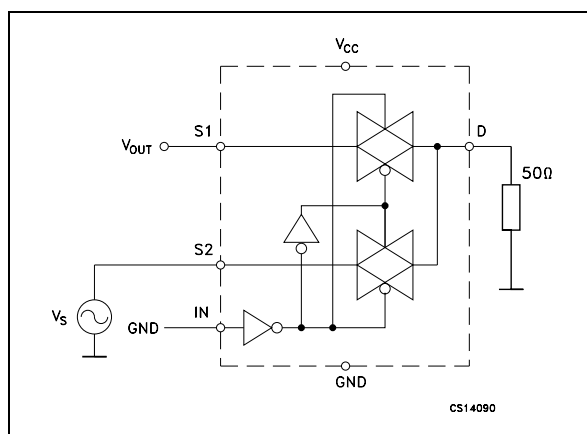 VCC
S1
D
VOUT
50Ω
S2
VS
IN
GND
GND
CS14090